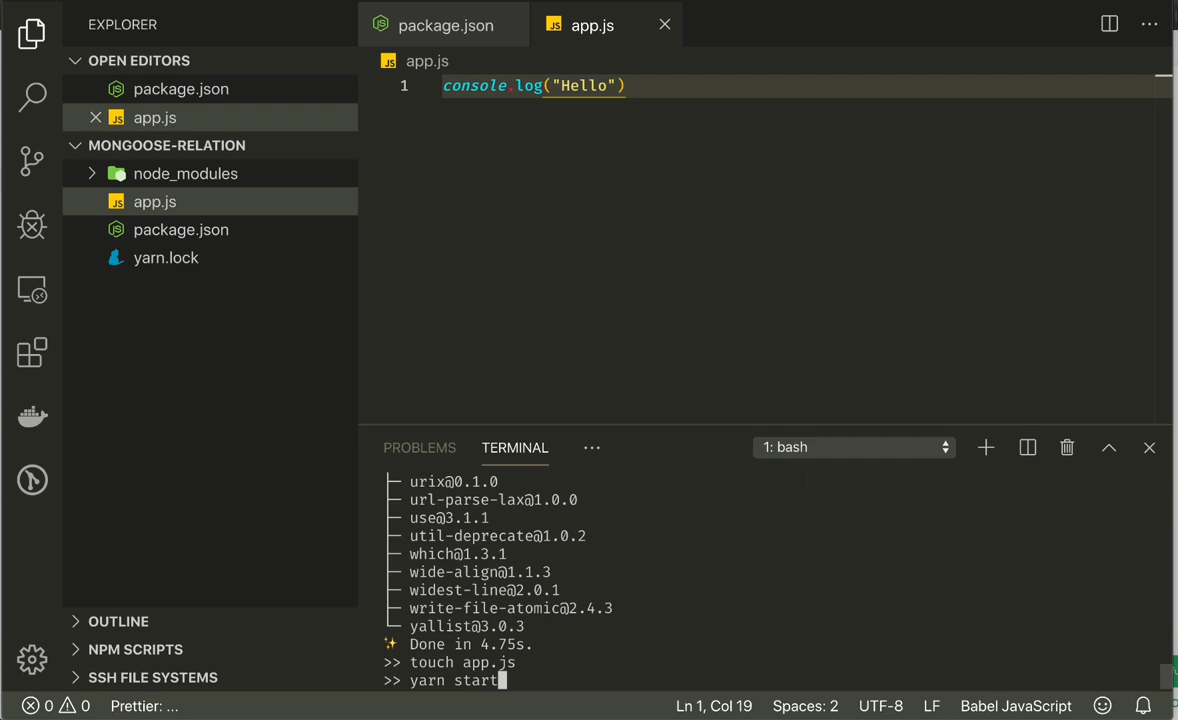 EXPLORER
OPEN EDITORS
package.json
app.js
MONGOOSE-RELATION
node_modules
app.js
package.json
yarn.lock
OUTLINE
NPM SCRIPTS
SSH FILE SYSTEMS
package.json
JS app.js
JS app.js
1 console.log("Hello")
PROBLEMS TERMINAL ...
1: bash
├─ urix@0.1.0
├─ url-parse-lax@1.0.0
├─ use@3.1.1
├─ util-deprecate@1.0.2
├─ which@1.3.1
├─ wide-align@1.1.3
├─ widest-line@2.0.1
├─ write-file-atomic@2.4.3
└─ yallist@3.0.3
✨ Done in 4.75s.
>> touch app.js
>> yarn start
0 0 Prettier: ... Ln 1, Col 19 Spaces: 2 UTF-8 LF Babel JavaScript